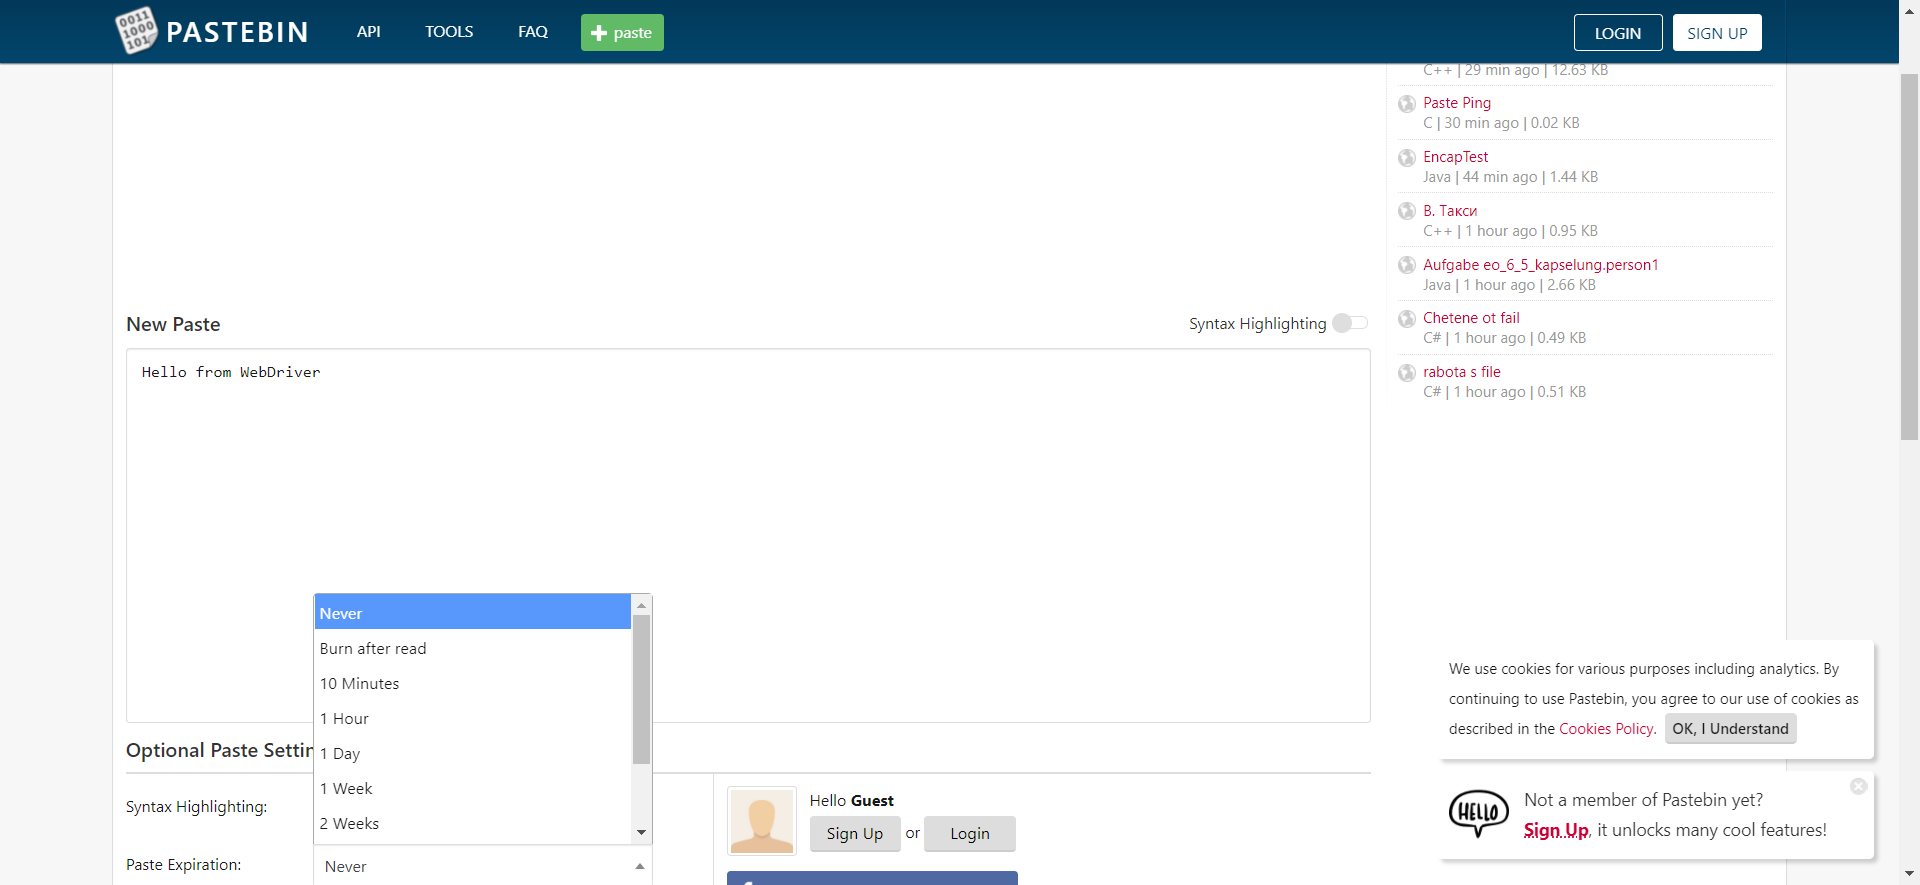 0011
1000
101
PASTEBIN
API
TOOLS
FAQ
paste
LOGIN
SIGN UP
C++ | 29 min ago | 12.63 KB
Paste Ping
C | 30 min ago | 0.02 KB
EncapTest
Java | 44 min ago | 1.44 KB
В. Такси
C++ | 1 hour ago | 0.95 KB
Aufgabe eo_6_5_kapselung.person1
Java | 1 hour ago | 2.66 KB
Chetene ot fail
C# | 1 hour ago | 0.49 KB
rabota s file
C# | 1 hour ago | 0.51 KB
New Paste
Syntax Highlighting
Hello from WebDriver
Never
Burn after read
10 Minutes
1 Hour
1 Day
1 Week
2 Weeks
Optional Paste Settin
Syntax Highlighting:
Paste Expiration:
Never
Hello Guest
Sign Up or Login
We use cookies for various purposes including analytics. By
continuing to use Pastebin, you agree to our use of cookies as
described in the Cookies Policy. OK, I Understand
HELLO
Not a member of Pastebin yet?
Sign Up, it unlocks many cool features!